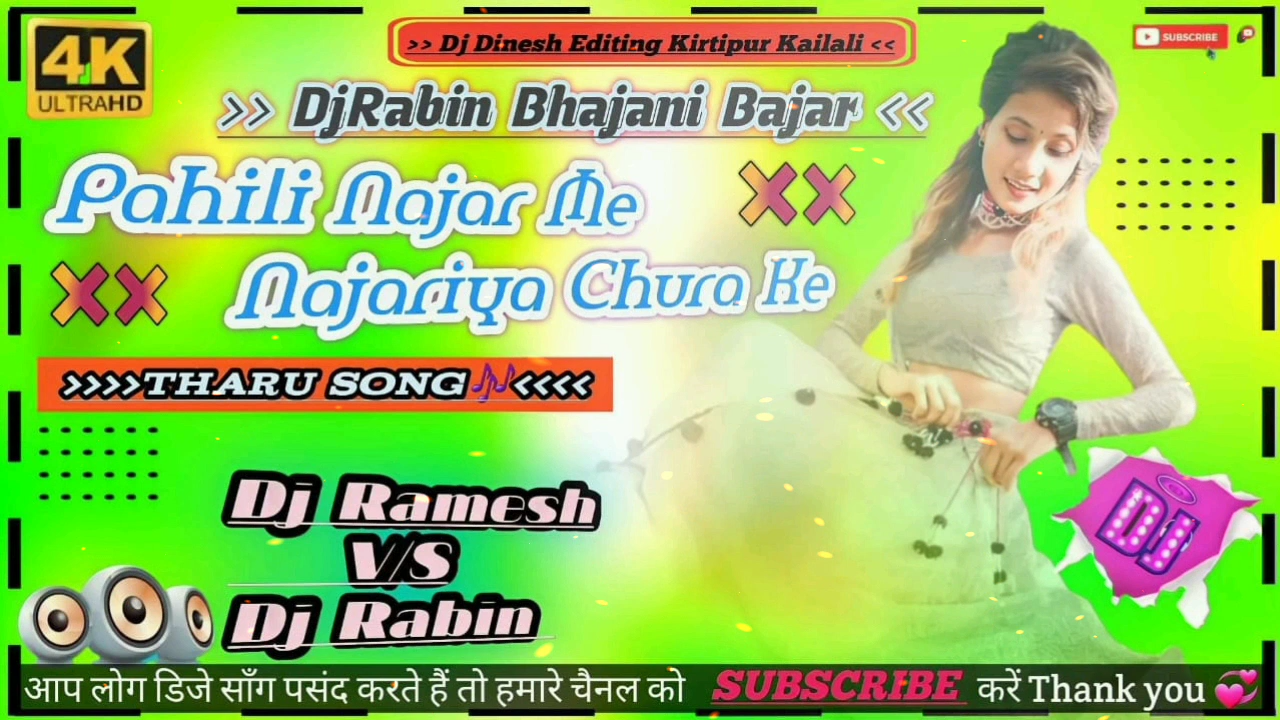 4K
ULTRAHD
>> Dj Dinesh Editing Kirtipur Kailali <<
SUBSCRIBE
>> DjRabin Bhajani Bajar <<
Pahili Najar Me
Najariya Chura Ke
>>>>THARU SONG🎶<<<<
Dj Ramesh
V/S
Dj Rabin
DJ
आप लोग डिजे साँग पसंद करते हैं तो हमारे चैनल को SUBSCRIBE करें Thank you 💞